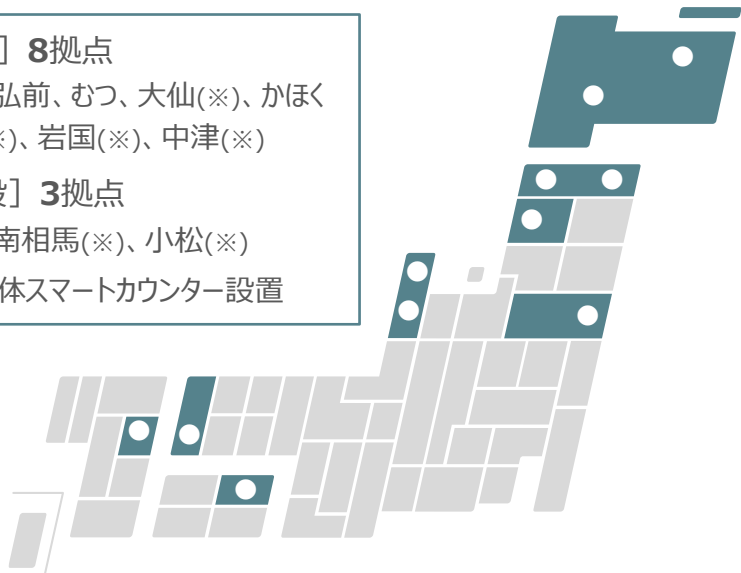 ］8拠点
弘前、むつ、大仙(※)、かほく
※)、岩国(※)、中津(※)
］3拠点
南相馬(※)、小松(※)
体スマートカウンター設置